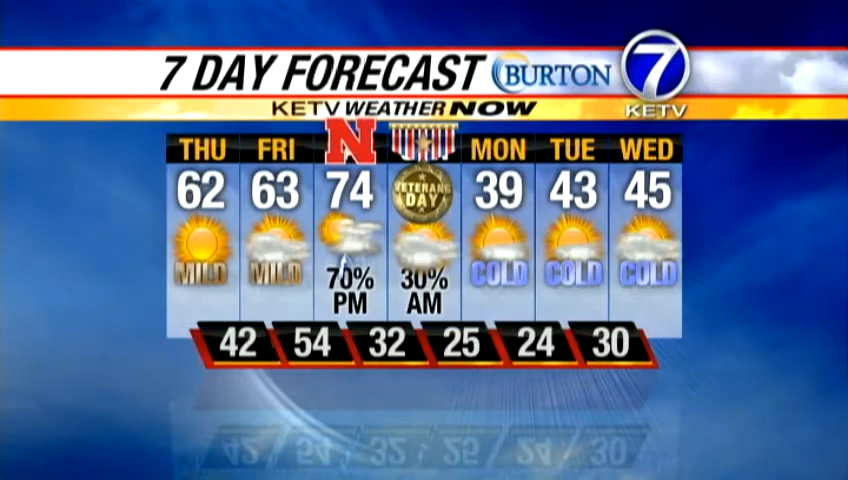 7 DAY FORECAST BURTON 7
KETV WEATHER NOW KETV
THU FRI N MON TUE WED
62 63 74 VETERANS DAY 39 43 45
MILD MILD 70% PM 30% AM COLD COLD COLD
42 54 32 25 24 30